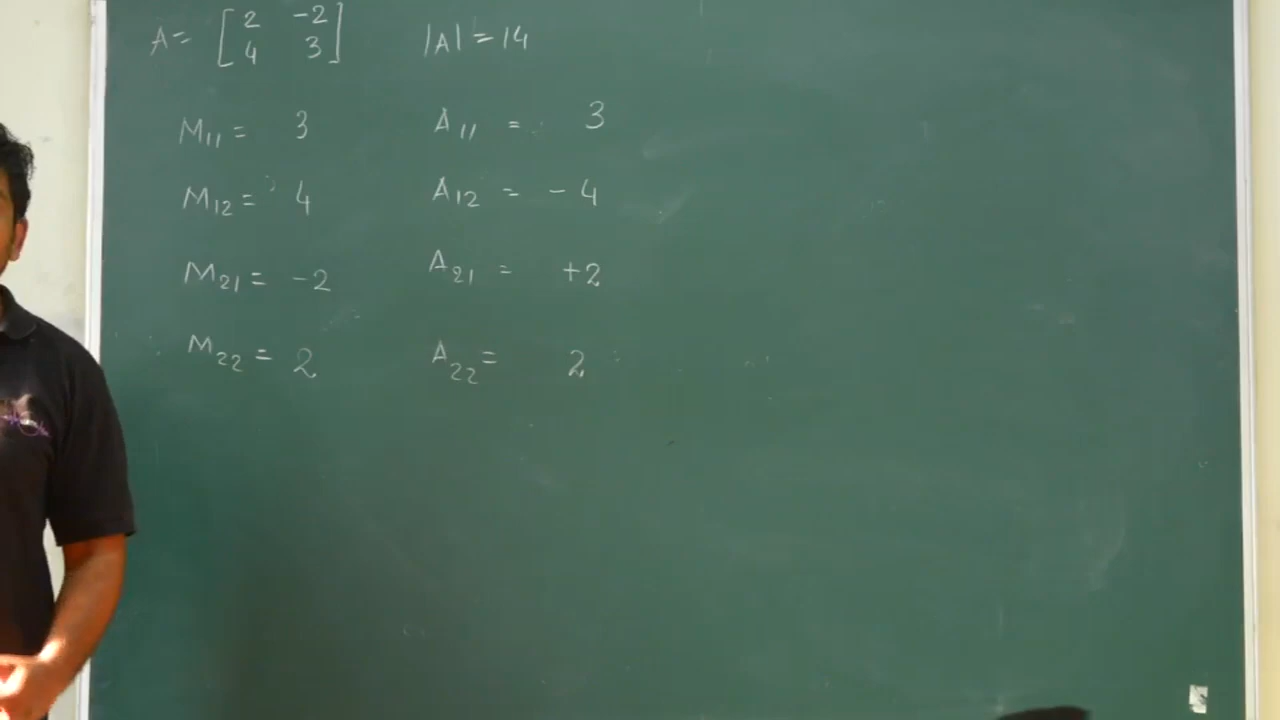 A = [ 2 -2 ] |A| = 14
[ 4 3 ]
M11 = 3 A11 = 3
M12 = 4 A12 = - 4
M21 = -2 A21 = +2
M22 = 2 A22 = 2